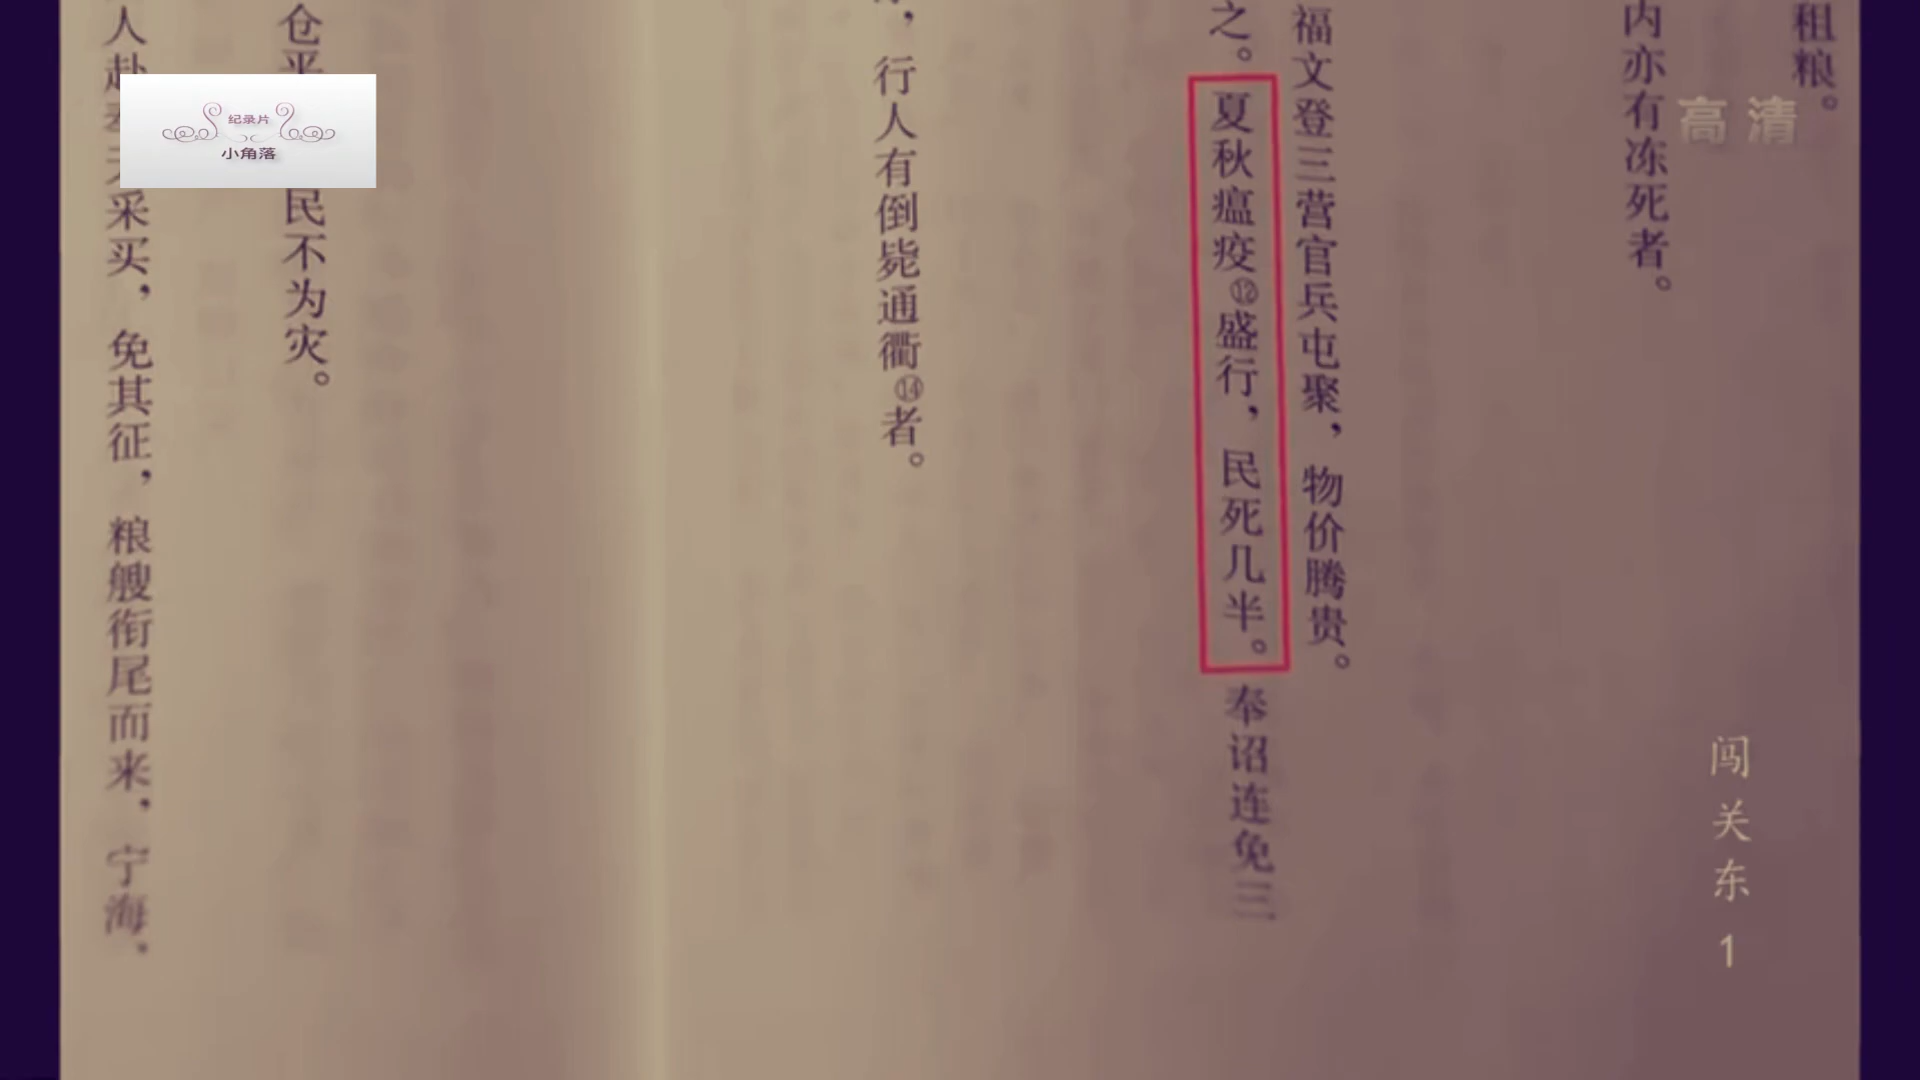 租粮。
内亦有冻死者。
福文登三营官兵屯聚，物价腾贵。
之。夏秋瘟疫⑫盛行，民死几半。奉诏连免三
，行人有倒毙通衢⑭者。
仓平
民不为灾。
人赴
采买，免其征，粮艘衔尾而来，宁海、
纪录片
小角落
高清
闯关东1